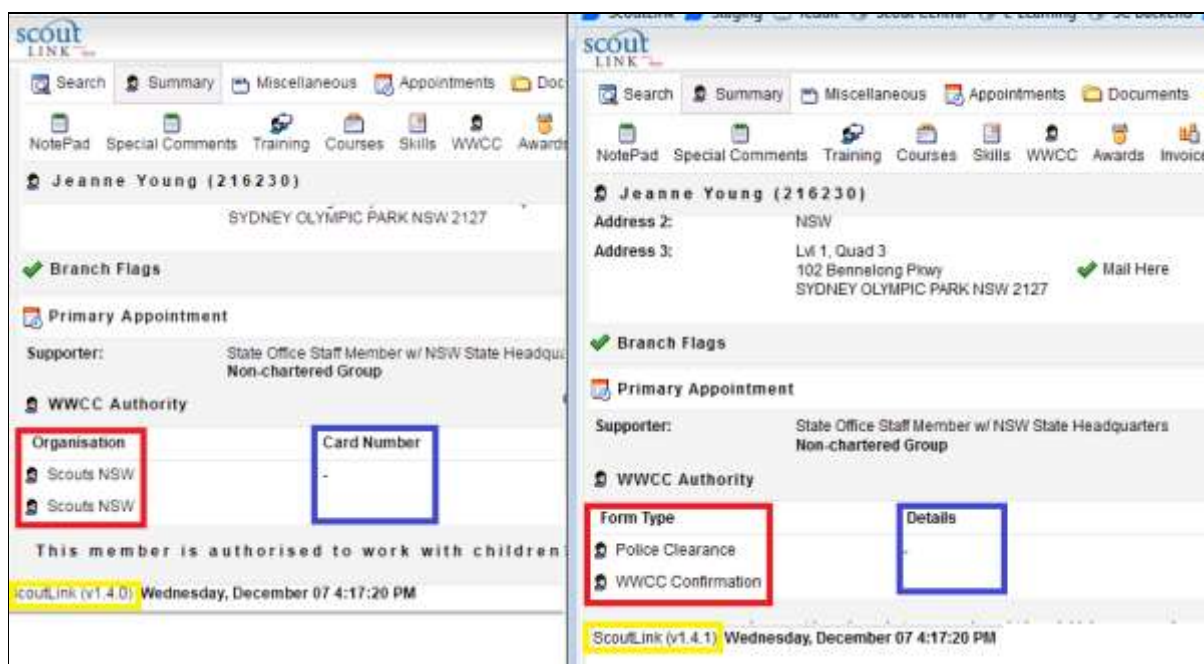 scout
LINK
Search Summary Miscellaneous Appointments Doc
NotePad Special Comments Training Courses Skills WWCC Awards
Jeanne Young (216230)
SYDNEY OLYMPIC PARK NSW 2127
Branch Flags
Primary Appointment
Supporter: State Office Staff Member w/ NSW State Headqu
Non-chartered Group
WWCC Authority
Organisation Card Number
Scouts NSW -
Scouts NSW
This member is authorised to work with children
ScoutLink (v1.4.0) Wednesday, December 07 4:17:20 PM
scout
LINK
Search Summary Miscellaneous Appointments Documents
NotePad Special Comments Training Courses Skills WWCC Awards Invoice
Jeanne Young (216230)
Address 2: NSW
Address 3: Lvl 1, Quad 3
102 Bennelong Pkwy Mail Here
SYDNEY OLYMPIC PARK NSW 2127
Branch Flags
Primary Appointment
Supporter: State Office Staff Member w/ NSW State Headquarters
Non-chartered Group
WWCC Authority
Form Type Details
Police Clearance -
WWCC Confirmation
ScoutLink (v1.4.1) Wednesday, December 07 4:17:20 PM